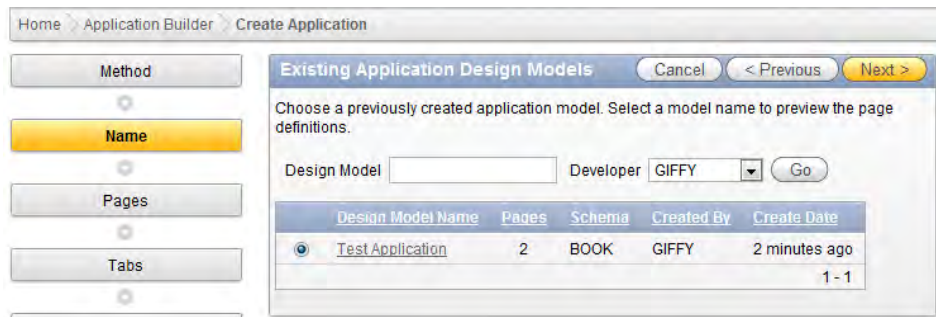 Home Application Builder Create Application
Method
Name
Pages
Tabs
Existing Application Design Models Cancel < Previous Next >
Choose a previously created application model. Select a model name to preview the page
definitions.
Design Model Developer GIFFY Go
Design Model Name Pages Schema Created By Create Date
Test Application 2 BOOK GIFFY 2 minutes ago
1 - 1